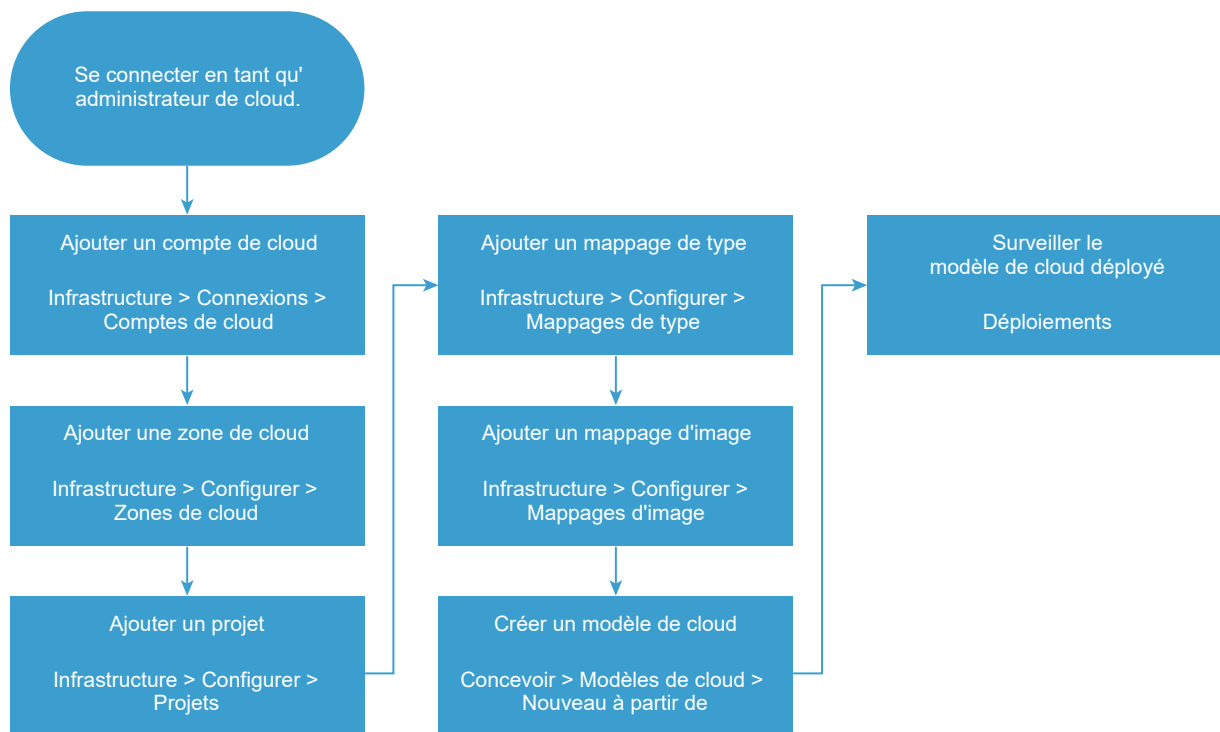 Se connecter en tant qu'
administrateur de cloud.
Ajouter un compte de cloud
Infrastructure > Connexions >
Comptes de cloud
Ajouter une zone de cloud
Infrastructure > Configurer >
Zones de cloud
Ajouter un projet
Infrastructure > Configurer >
Projets
Ajouter un mappage de type
Infrastructure > Configurer >
Mappages de type
Ajouter un mappage d'image
Infrastructure > Configurer >
Mappages d'image
Créer un modèle de cloud
Concevoir > Modèles de cloud >
Nouveau à partir de
Surveiller le
modèle de cloud déployé
Déploiements